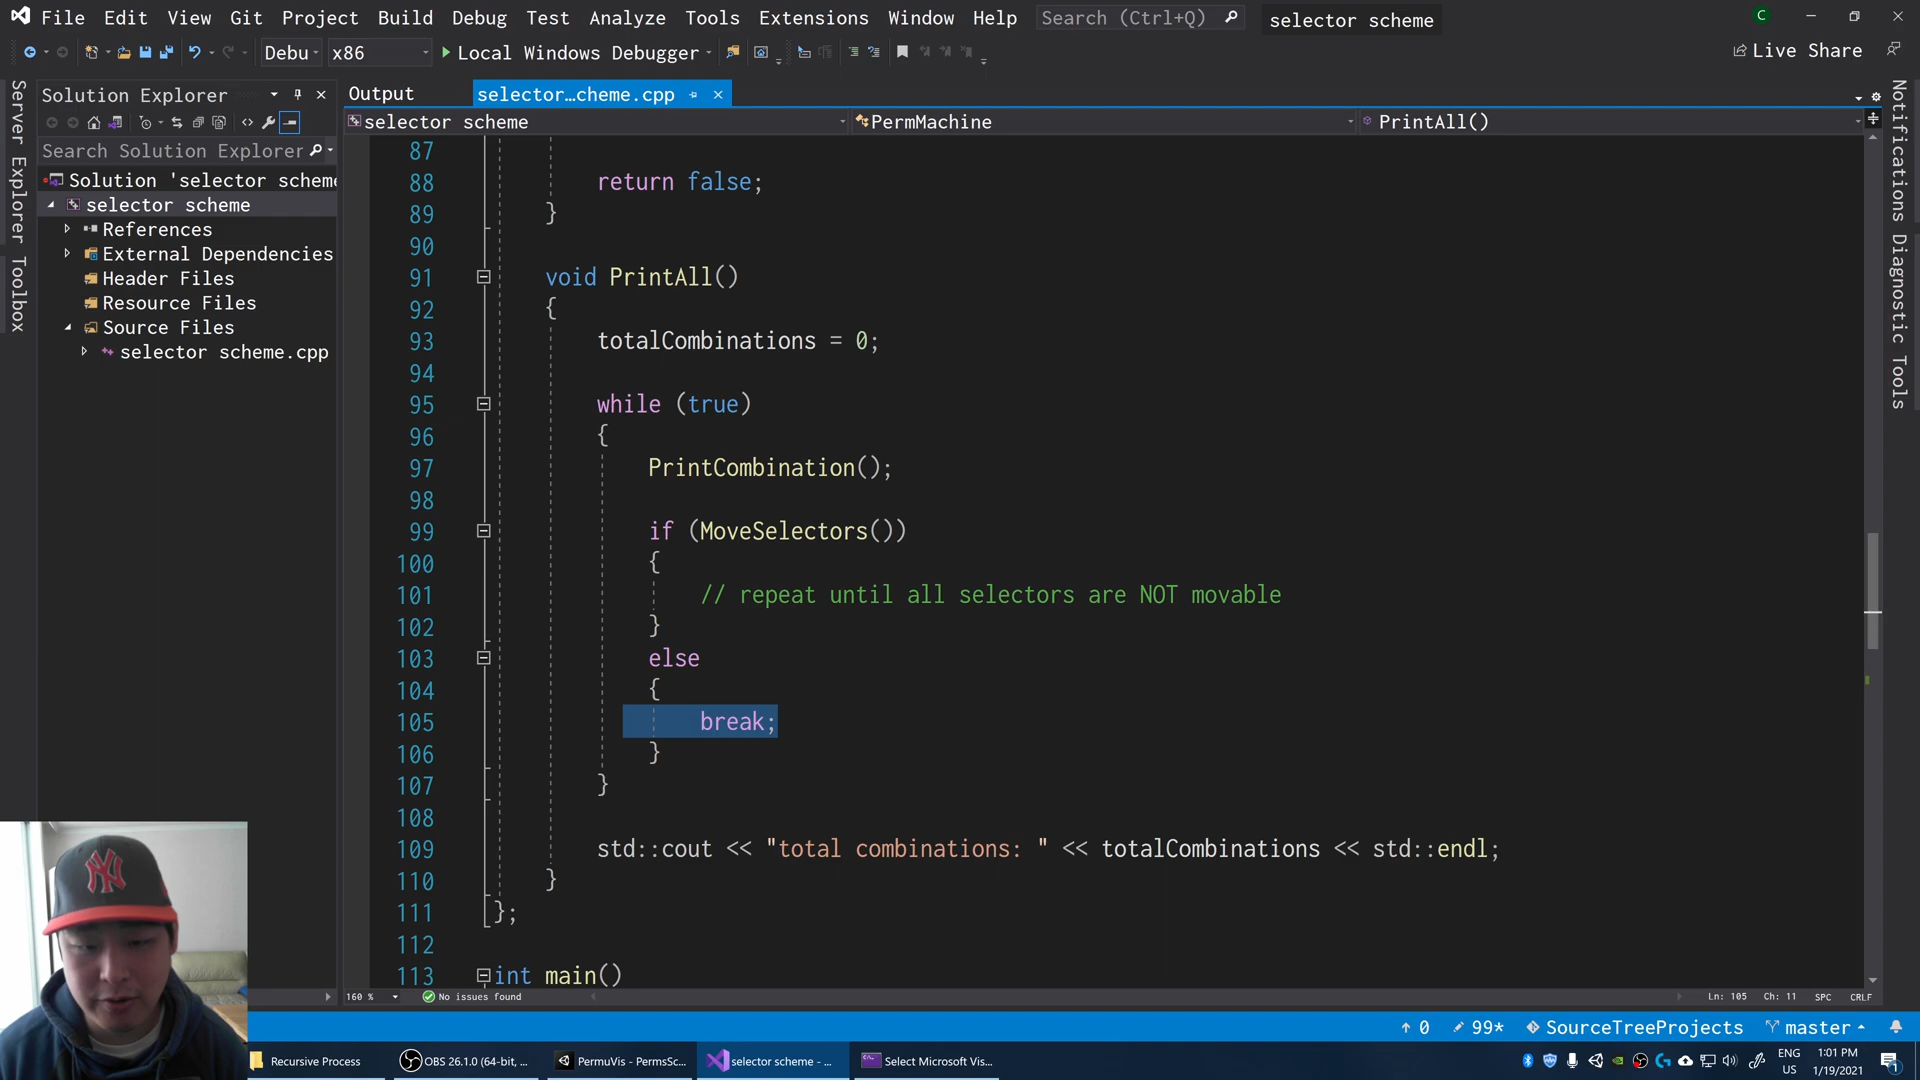 File Edit View Git Project Build Debug Test Analyze Tools Extensions Window Help Search (Ctrl+Q) selector scheme
Debu x86 Local Windows Debugger Live Share
Server Explorer
Toolbox
Solution Explorer
Search Solution Explorer
Solution 'selector scheme
selector scheme
References
External Dependencies
Header Files
Resource Files
Source Files
selector scheme.cpp
Output selector...cheme.cpp
selector scheme PermMachine PrintAll()
87
88 return false;
89 }
90
91 void PrintAll()
92 {
93 totalCombinations = 0;
94
95 while (true)
96 {
97 PrintCombination();
98
99 if (MoveSelectors())
100 {
101 // repeat until all selectors are NOT movable
102 }
103 else
104 {
105 break;
106 }
107 }
108
109 std::cout << "total combinations: " << totalCombinations << std::endl;
110 }
111 };
112
113 int main()
Notifications
Diagnostic Tools
160 % No issues found Ln: 105 Ch: 11 SPC CRLF
0 99* SourceTreeProjects master
Recursive Process OBS 26.1.0 (64-bit, ... PermuVis - PermsSc... selector scheme - ... Select Microsoft Vis...
ENG
US
1:01 PM
1/19/2021